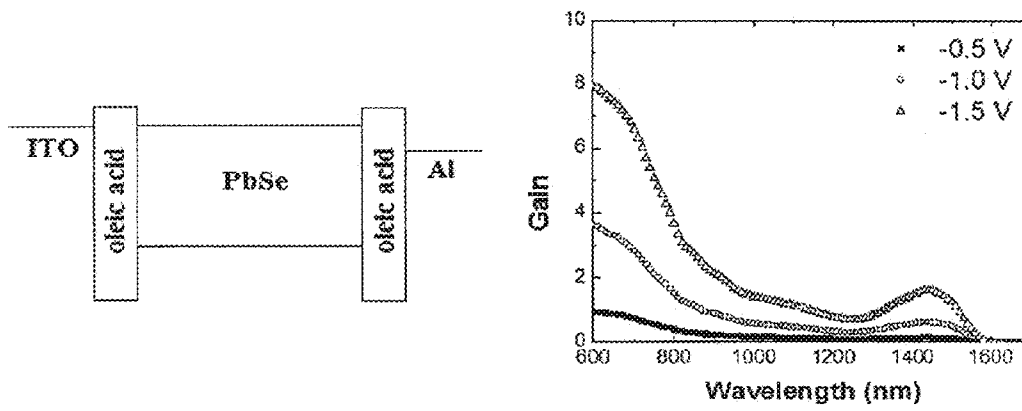 ITO
oleic acid
PbSe
oleic acid
Al
10
8
6
4
2
0
Gain
-0.5 V
-1.0 V
-1.5 V
600 800 1000 1200 1400 1600
Wavelength (nm)